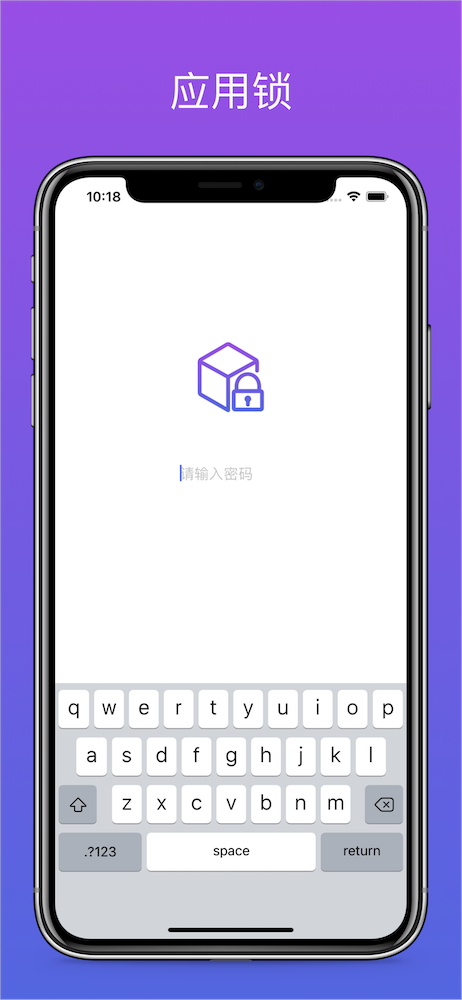 应用锁
10:18
请输入密码
q w e r t y u i o p
a s d f g h j k l
z x c v b n m
.?123 space return